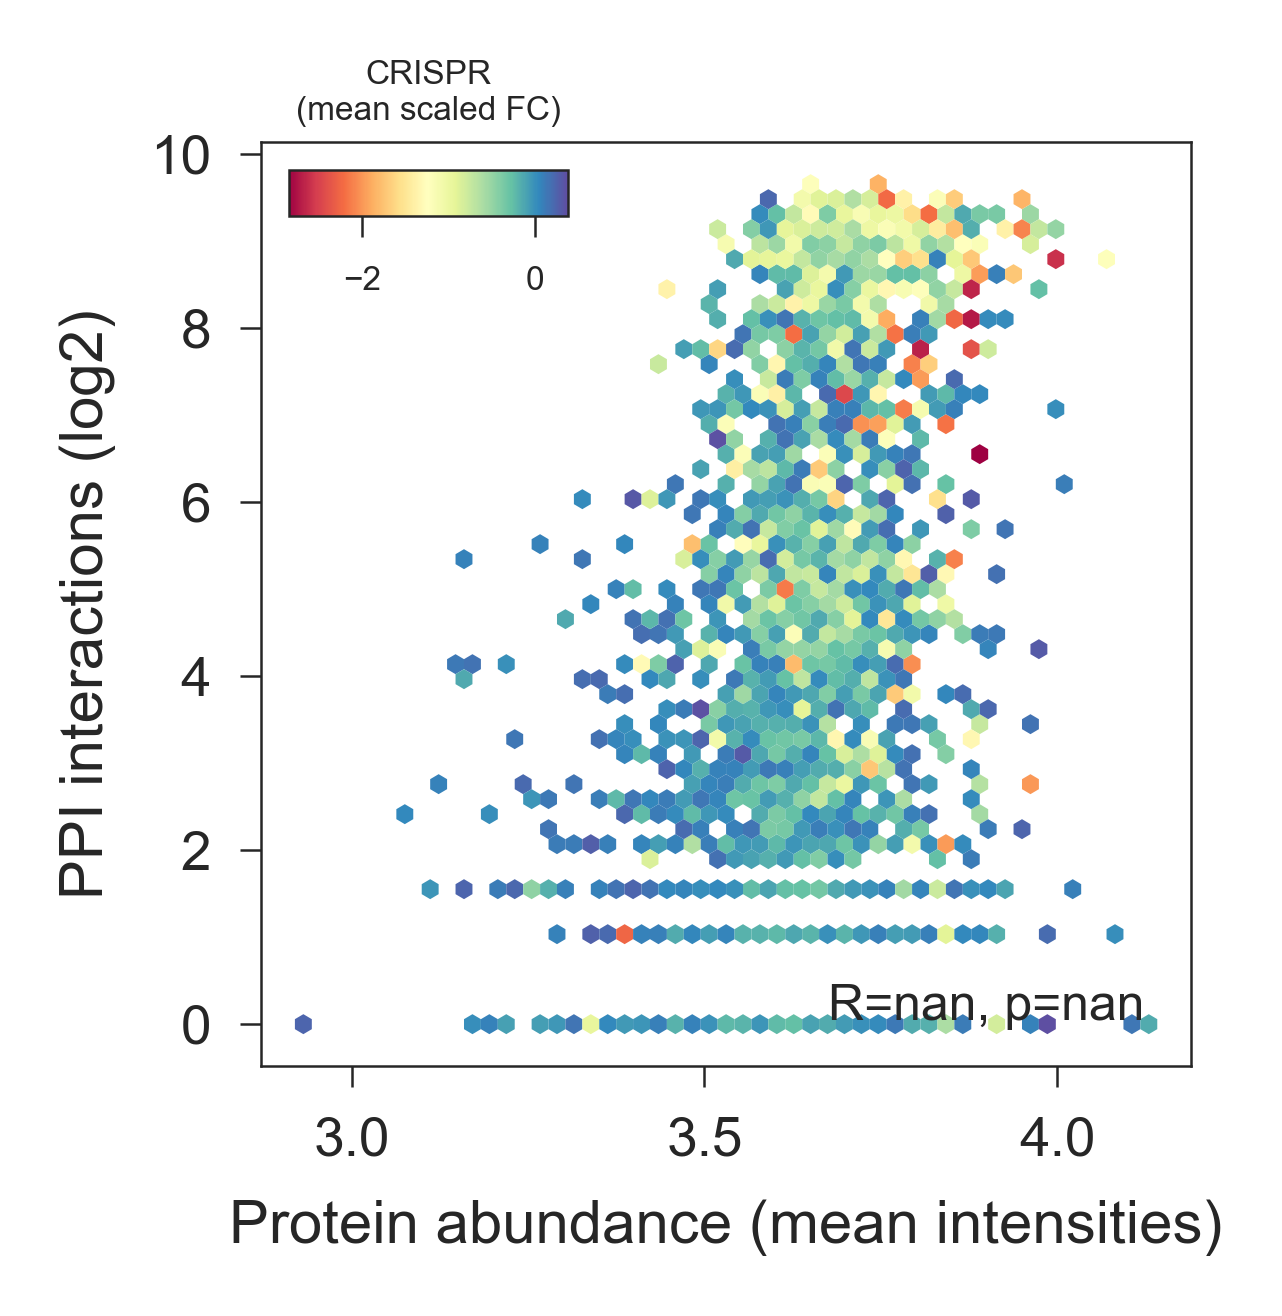 CRISPR
(mean scaled FC)
−2 0
10
8
6
4
2
0
PPI interactions (log2)
R=nan, p=nan
3.0 3.5 4.0
Protein abundance (mean intensities)